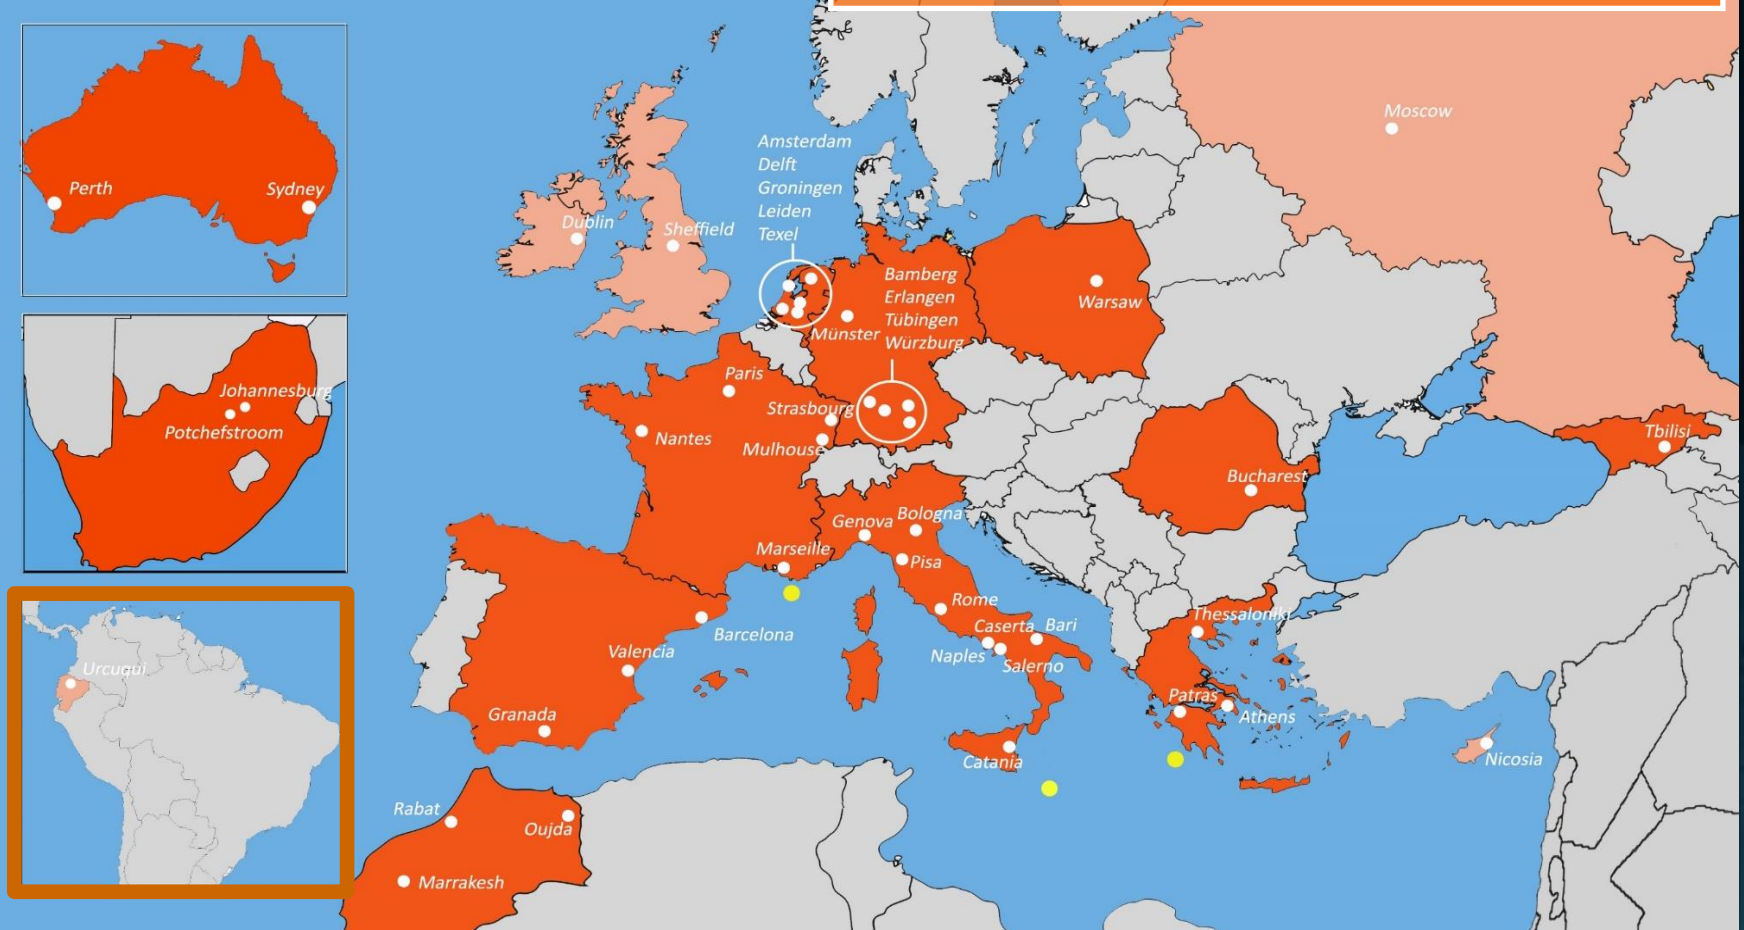 Perth
Sydney
Johannesburg
Potchefstroom
Urcuqui
Moscow
Amsterdam
Delft
Groningen
Leiden
Texel
Dublin
Sheffield
Bamberg
Erlangen
Tübingen
Würzburg
Münster
Warsaw
Paris
Strasbourg
Nantes
Mulhouse
Tbilisi
Bucharest
Genova
Bologna
Marseille
Pisa
Rome
Caserta
Bari
Naples
Salerno
Barcelona
Valencia
Granada
Thessaloniki
Patras
Athens
Catania
Nicosia
Rabat
Oujda
Marrakesh